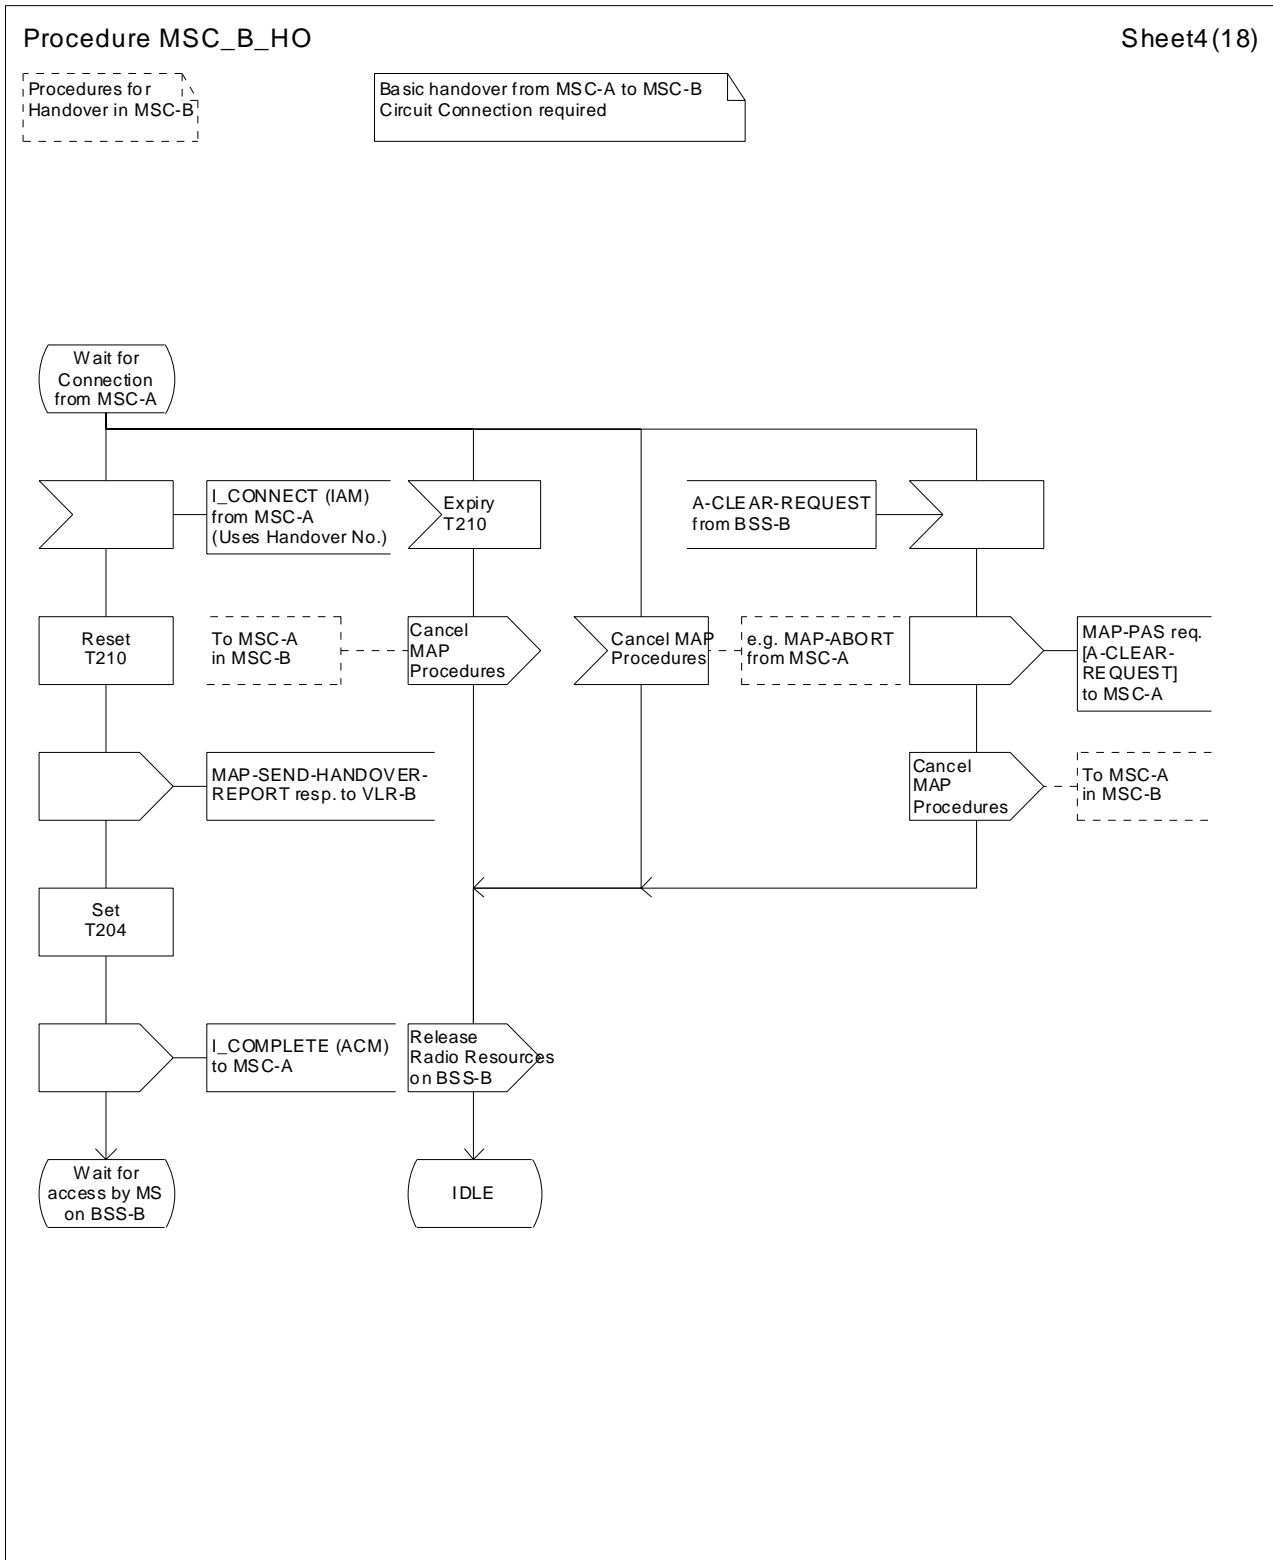 Procedure MSC_B_HO
Sheet4(18)
Procedures for
Handover in MSC-B
Basic handover from MSC-A to MSC-B
Circuit Connection required
Wait for
Connection
from MSC-A
I_CONNECT (IAM)
from MSC-A
(Uses Handover No.)
Expiry
T210
A-CLEAR-REQUEST
from BSS-B
Reset
T210
To MSC-A
in MSC-B
Cancel
MAP
Procedures
Cancel MAP
Procedures
e.g. MAP-ABORT
from MSC-A
MAP-PAS req.
[A-CLEAR-
REQUEST]
to MSC-A
MAP-SEND-HANDOVER-
REPORT resp. to VLR-B
Cancel
MAP
Procedures
To MSC-A
in MSC-B
Set
T204
I_COMPLETE (ACM)
to MSC-A
Release
Radio Resources
on BSS-B
Wait for
access by MS
on BSS-B
IDLE